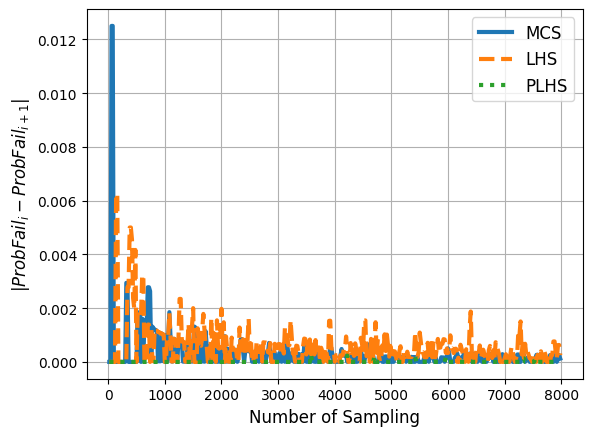 MCS
LHS
PLHS
|ProbFail_i − ProbFail_{i+1}|
0.012
0.010
0.008
0.006
0.004
0.002
0.000
0 1000 2000 3000 4000 5000 6000 7000 8000
Number of Sampling